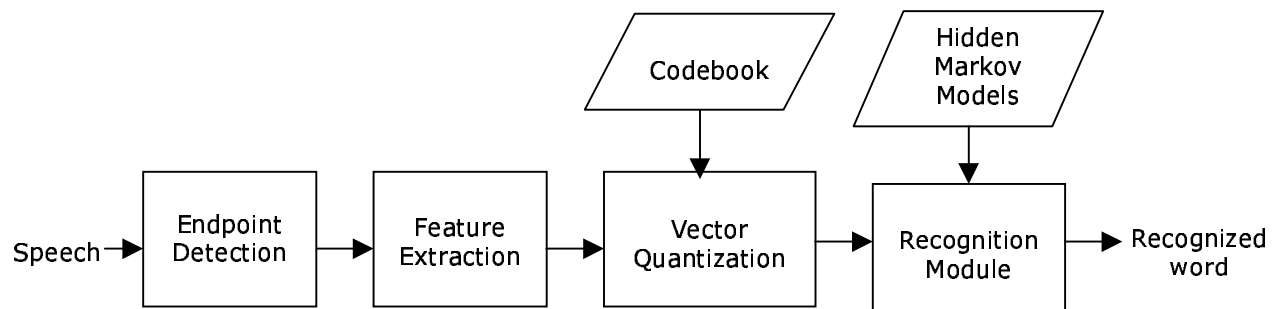 Codebook
Hidden
Markov
Models
Speech
Endpoint
Detection
Feature
Extraction
Vector
Quantization
Recognition
Module
Recognized
word